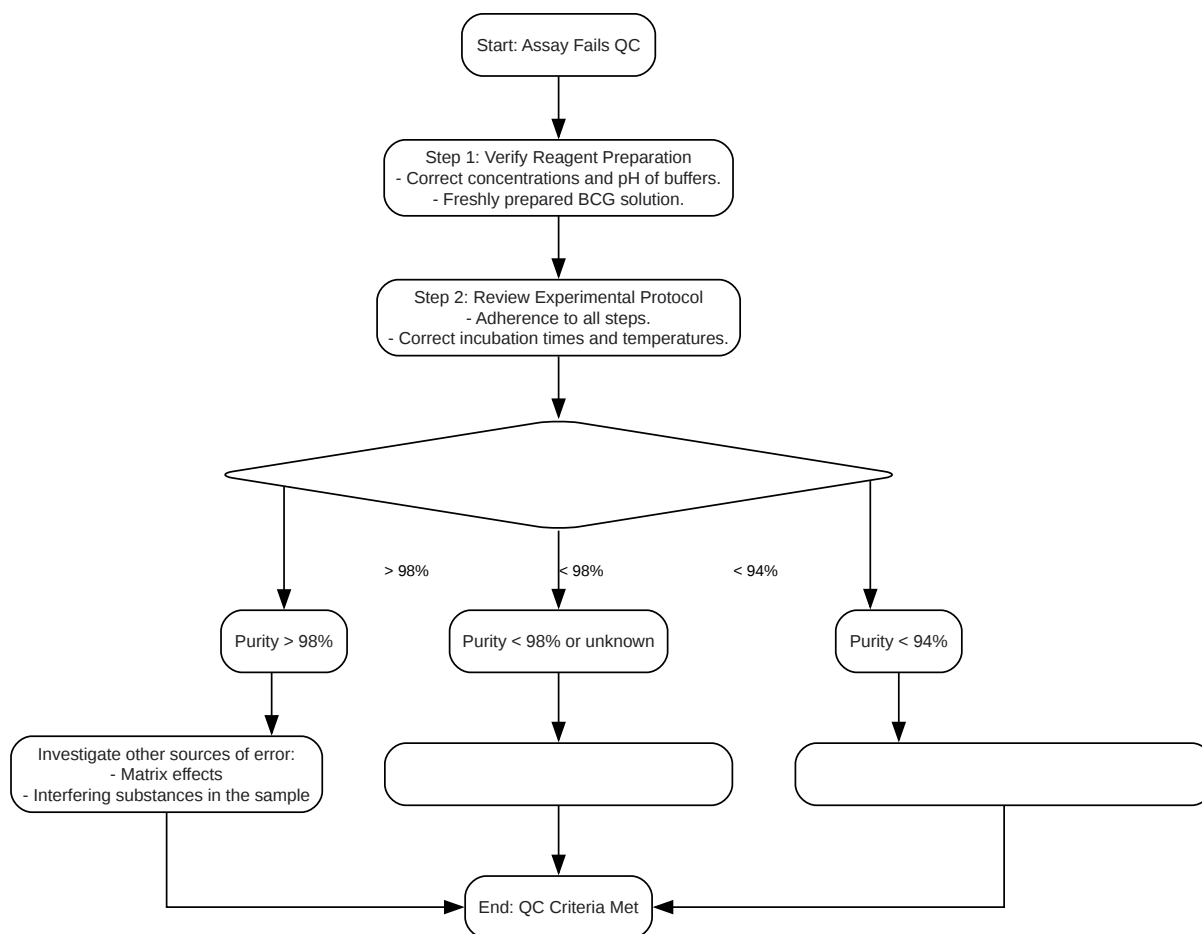 Start: Assay Fails QC
Step 1: Verify Reagent Preparation
- Correct concentrations and pH of buffers.
- Freshly prepared BCG solution.
Step 2: Review Experimental Protocol
- Adherence to all steps.
- Correct incubation times and temperatures.
> 98%
< 98%
< 94%
Purity > 98%
Purity < 98% or unknown
Purity < 94%
Investigate other sources of error:
- Matrix effects
- Interfering substances in the sample
End: QC Criteria Met